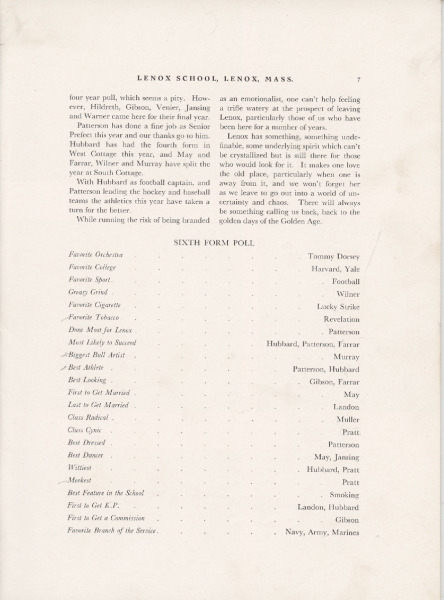 LENOX SCHOOL, LENOX, MASS. 7
four year poll, which seems a pity. How-
ever, Hildreth, Gibson, Venier, Jansing
and Warner came here for their final year.
Patterson has done a fine job as Senior
Prefect this year and our thanks go to him.
Hubbard has had the fourth form in
West Cottage this year, and May and
Farrar, Wilner and Murray have split the
year at South Cottage.
With Hubbard as football captain, and
Patterson leading the hockey and baseball
teams the athletics this year have taken a
turn for the better.
While running the risk of being branded
as an emotionalist, one can't help feeling
a trifle watery at the prospect of leaving
Lenox, particularly those of us who have
been here for a number of years.
Lenox has something, something unde-
finable, some underlying spirit which can't
be crystallized but is still there for those
who would look for it. It makes one love
the old place, particularly when one is
away from it, and we won't forget her
as we leave to go out into a world of un-
certainty and chaos. There will always
be something calling us back, back to the
golden days of the Golden Age.
SIXTH FORM POLL
Favorite Orchestra . . . . . . Tommy Dorsey
Favorite College . . . . . . Harvard, Yale
Favorite Sport . . . . . . Football
Greasy Grind . . . . . . Wilner
Favorite Cigarette . . . . . . Lucky Strike
Favorite Tobacco . . . . . . Revelation
Done Most for Lenox . . . . . . Patterson
Most Likely to Succeed . . . . Hubbard, Patterson, Farrar
Biggest Bull Artist . . . . . . Murray
Best Athlete . . . . . . Patterson, Hubbard
Best Looking . . . . . . Gibson, Farrar
First to Get Married . . . . . . May
Last to Get Married . . . . . . Landon
Class Radical . . . . . . Muller
Class Cynic . . . . . . Pratt
Best Dressed . . . . . . Patterson
Best Dancer . . . . . . May, Jansing
Wittiest . . . . . . Hubbard, Pratt
Meekest . . . . . . Pratt
Best Feature in the School . . . . . . Smoking
First to Get K.P. . . . . . . Landon, Hubbard
First to Get a Commission . . . . . . Gibson
Favorite Branch of the Service . . . . . Navy, Army, Marines